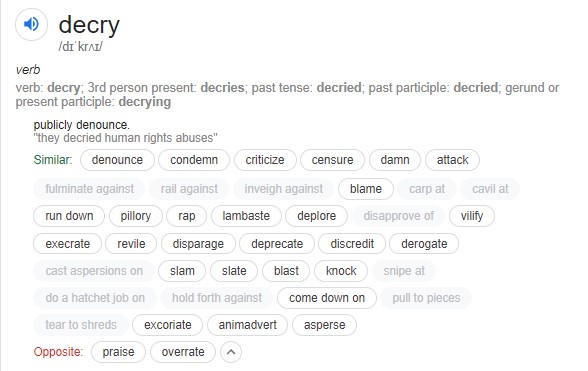 decry
/dɪˈkrʌɪ/
verb
verb: decry; 3rd person present: decries; past tense: decried; past participle: decried; gerund or
present participle: decrying
publicly denounce.
"they decried human rights abuses"
Similar: denounce condemn criticize censure damn attack
fulminate against rail against inveigh against blame carp at cavil at
run down pillory rap lambaste deplore disapprove of vilify
execrate revile disparage deprecate discredit derogate
cast aspersions on slam slate blast knock snipe at
do a hatchet job on hold forth against come down on pull to pieces
tear to shreds excoriate animadvert asperse
Opposite: praise overrate